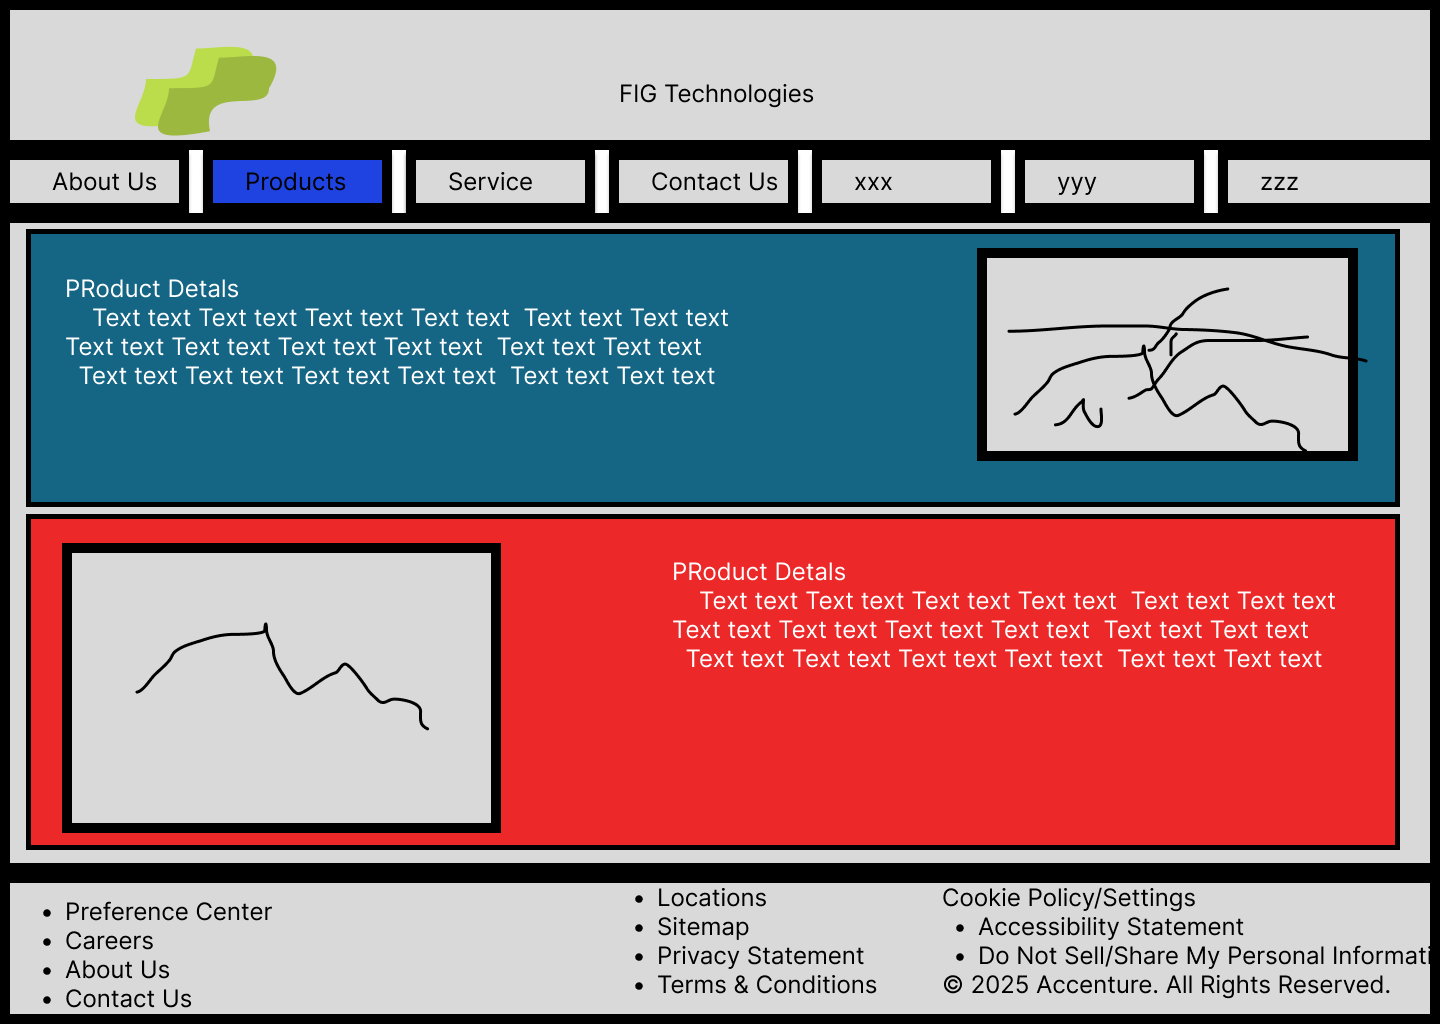 FIG Technologies
About Us
Products
Service
Contact Us
xxx
yyy
zzz
PRoduct Detals
Text text Text text Text text Text text  Text text Text text
Text text Text text Text text Text text  Text text Text text
Text text Text text Text text Text text  Text text Text text
PRoduct Detals
Text text Text text Text text Text text  Text text Text text
Text text Text text Text text Text text  Text text Text text
Text text Text text Text text Text text  Text text Text text
• Preference Center
• Careers
• About Us
• Contact Us
• Locations
• Sitemap
• Privacy Statement
• Terms & Conditions
Cookie Policy/Settings
• Accessibility Statement
• Do Not Sell/Share My Personal Informati
© 2025 Accenture. All Rights Reserved.